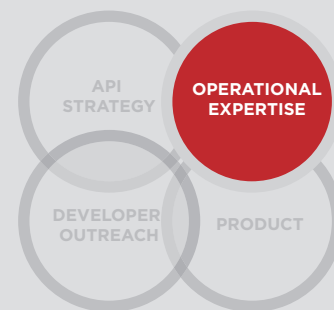 API
STRATEGY
OPERATIONAL
EXPERTISE
DEVELOPER
OUTREACH
PRODUCT